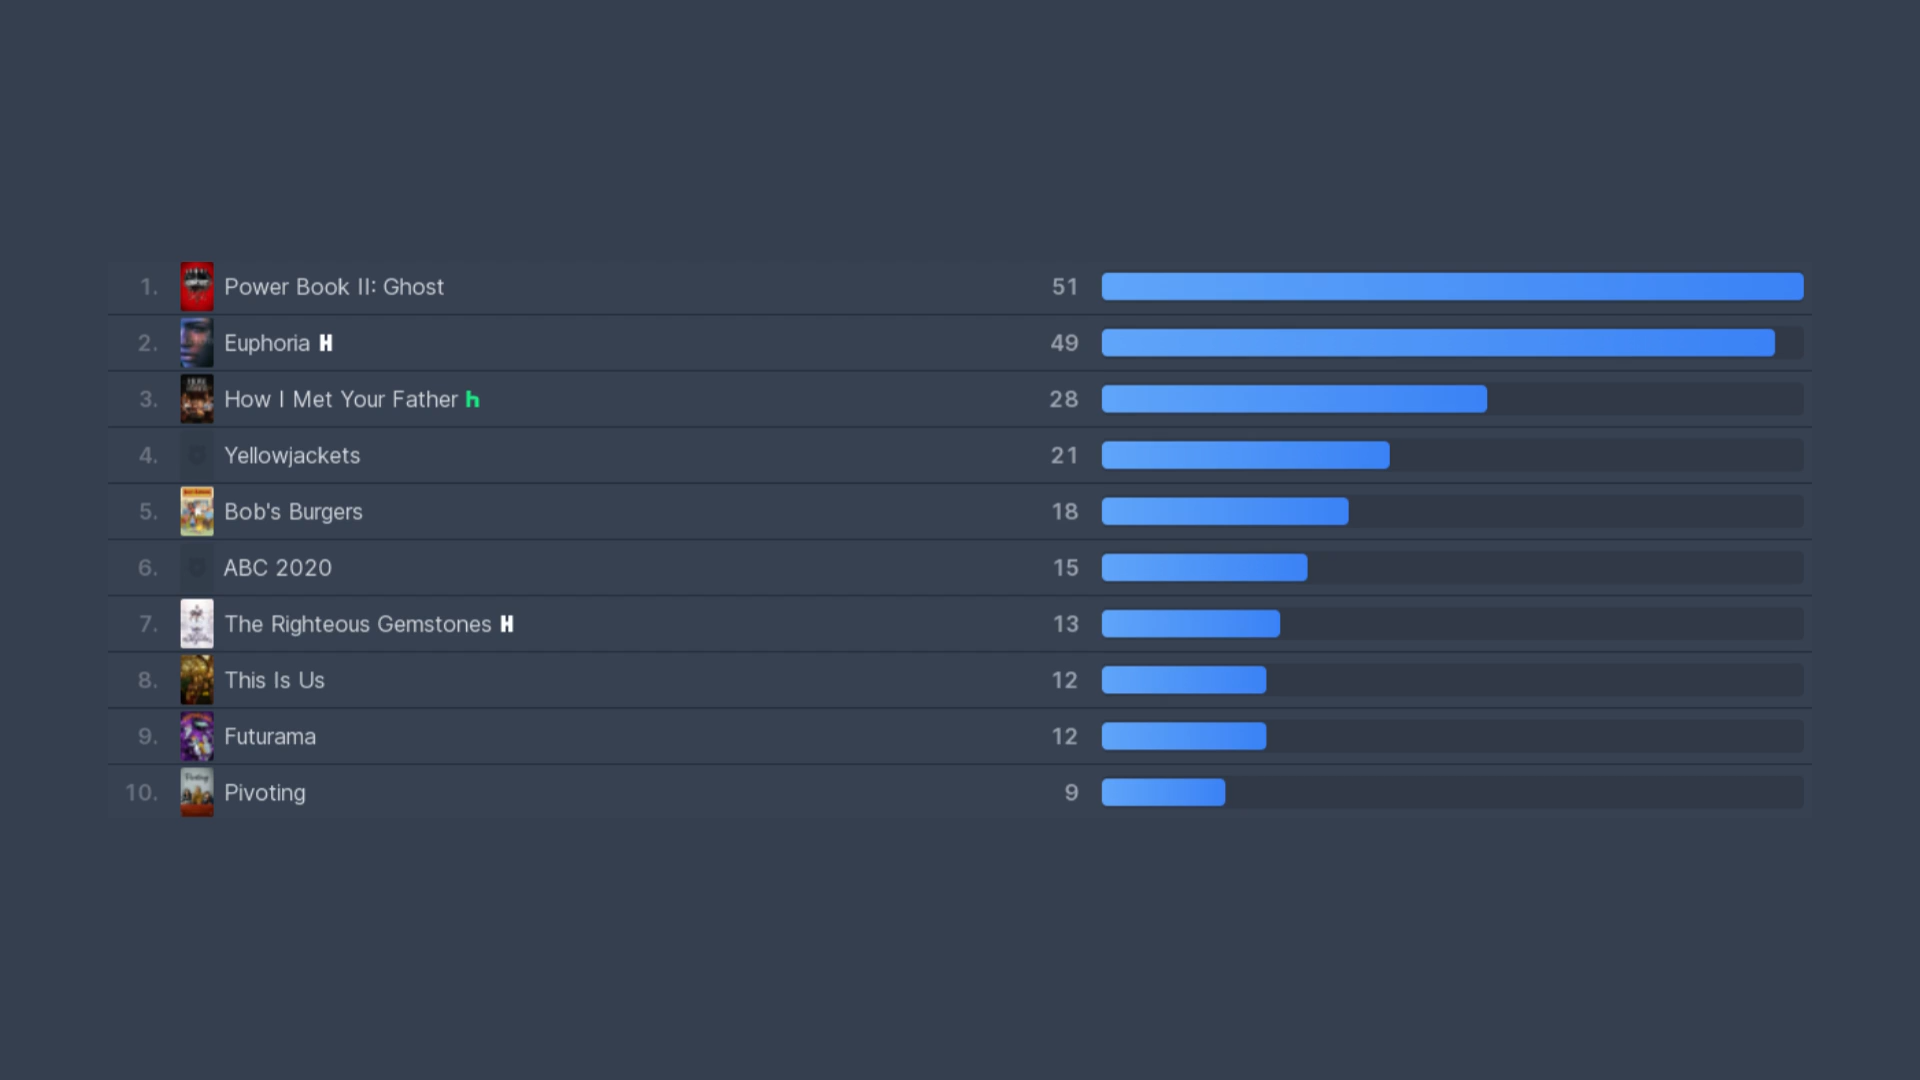 1. Power Book II: Ghost 51
2. Euphoria H 49
3. How I Met Your Father h 28
4. Yellowjackets 21
5. Bob's Burgers 18
6. ABC 2020 15
7. The Righteous Gemstones H 13
8. This Is Us 12
9. Futurama 12
10. Pivoting 9